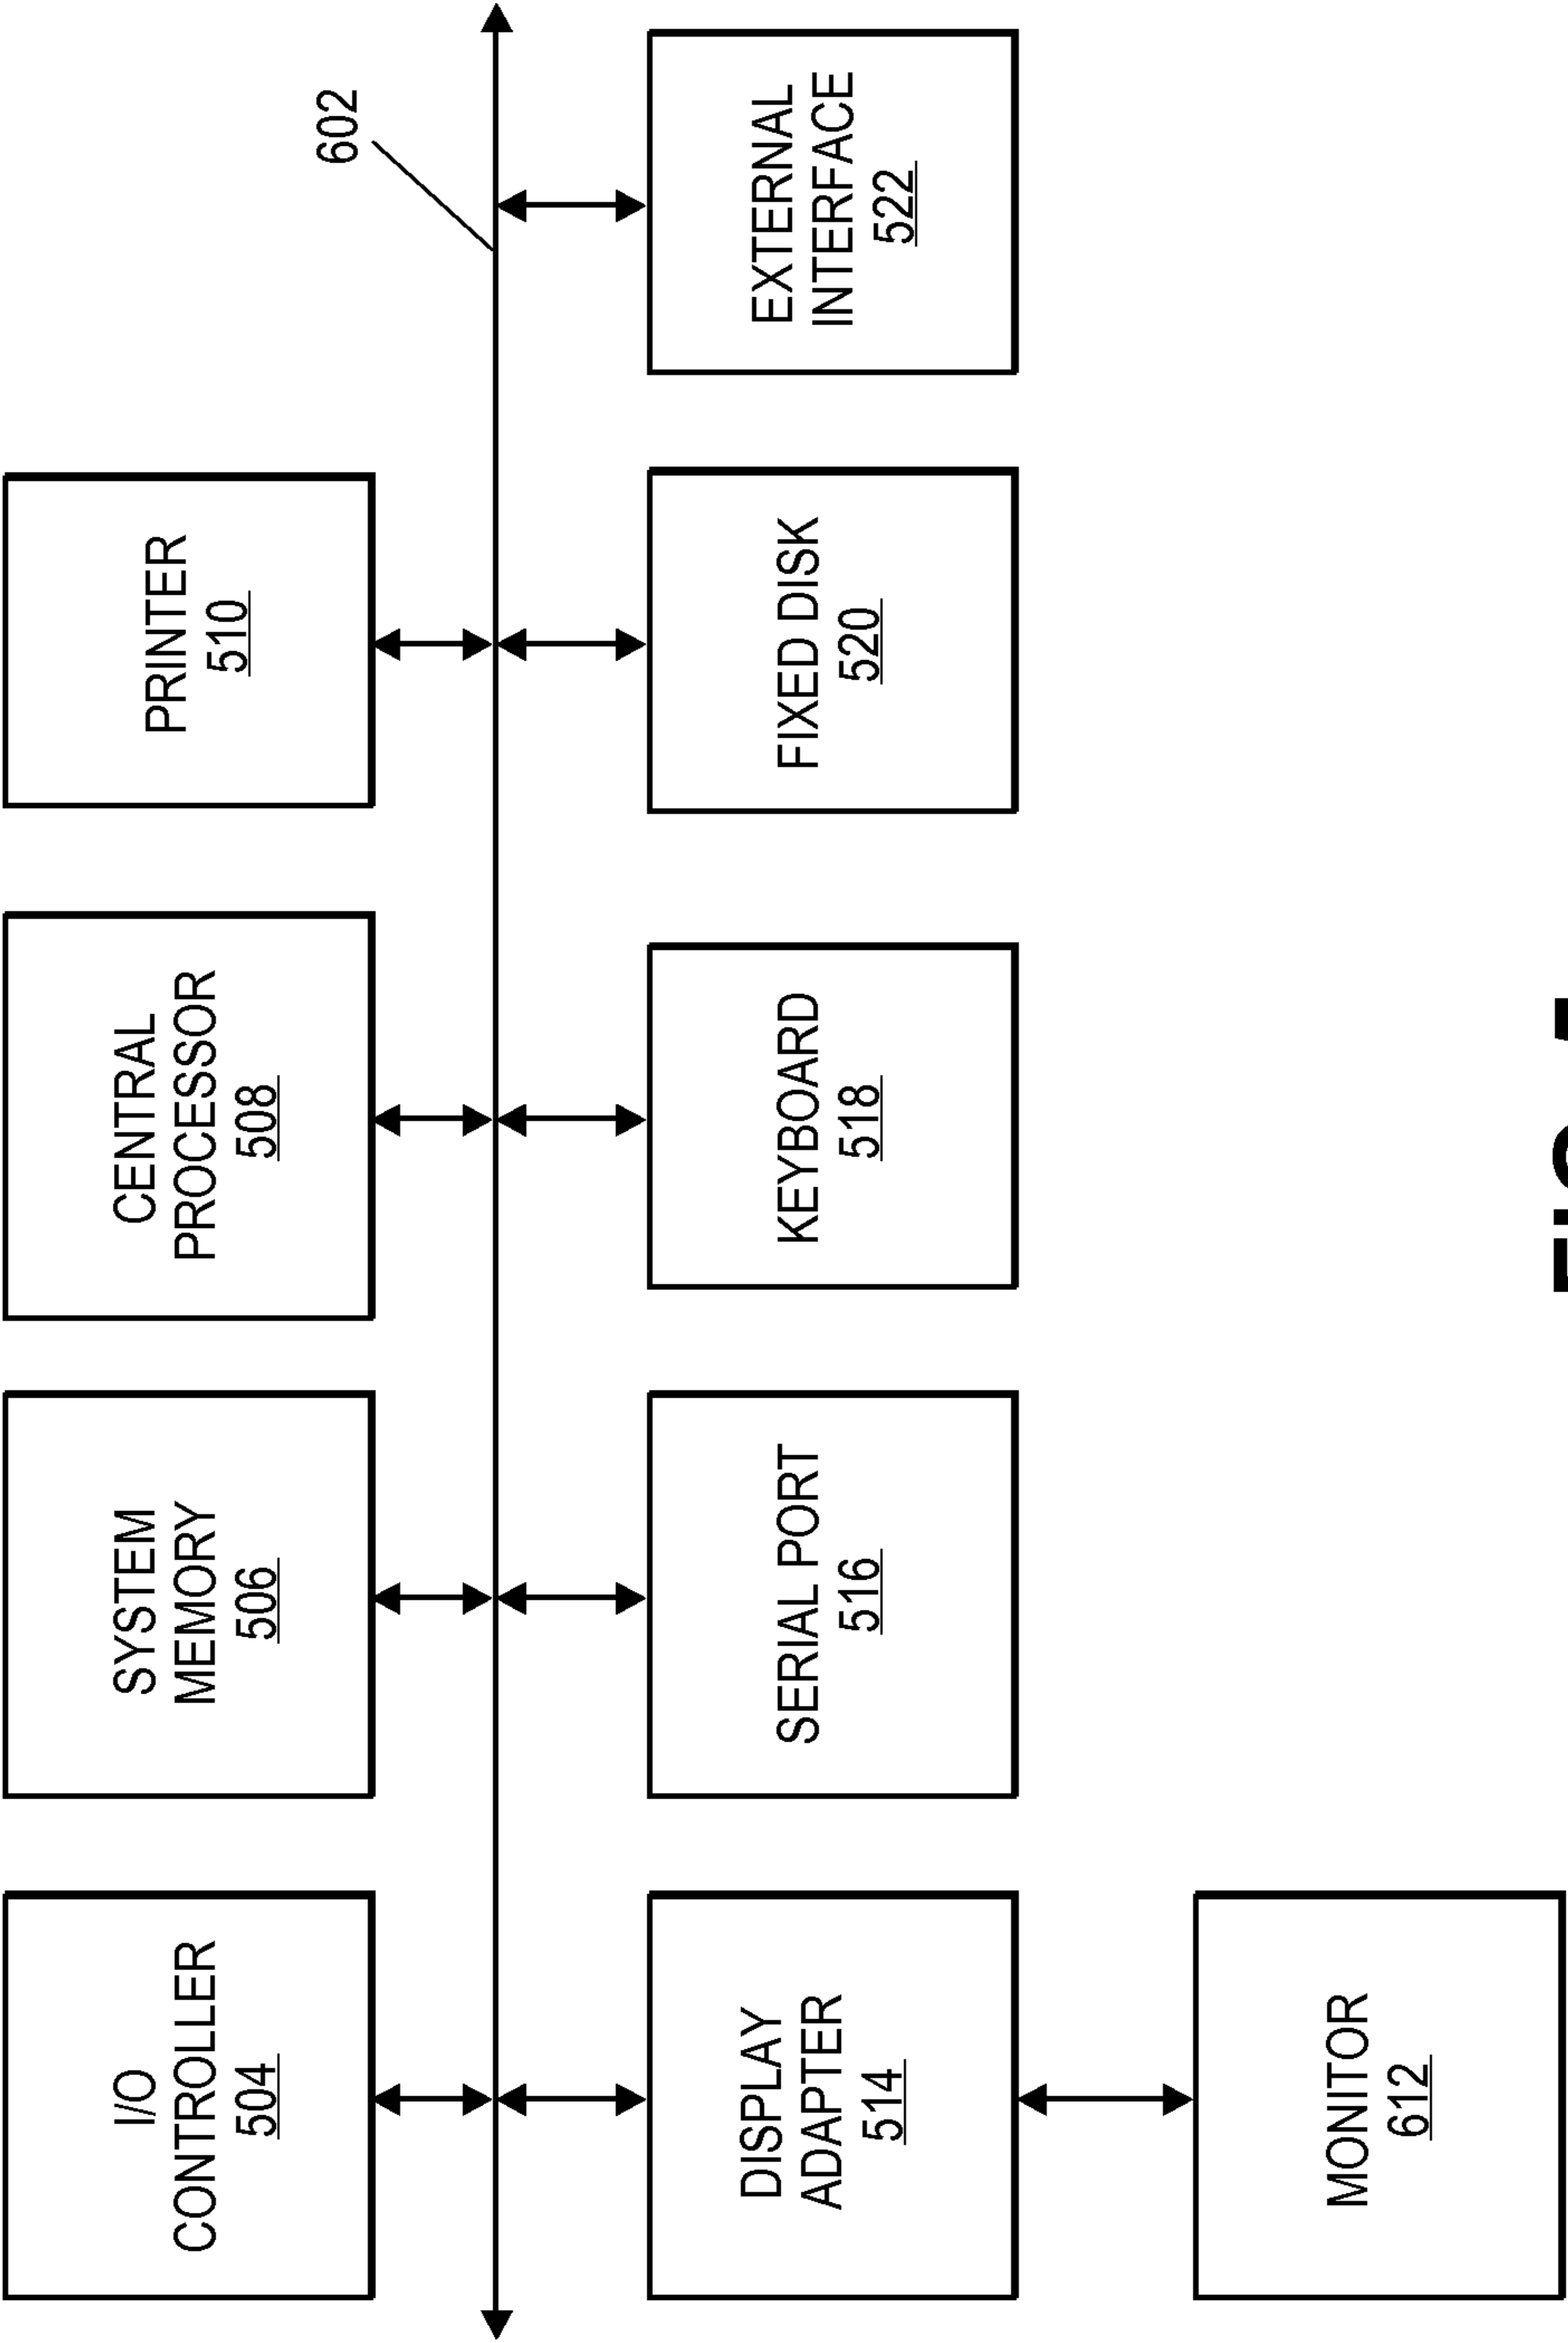 I/O
CONTROLLER
504
SYSTEM
MEMORY
506
CENTRAL
PROCESSOR
508
PRINTER
510
602
DISPLAY
ADAPTER
514
SERIAL PORT
516
KEYBOARD
518
FIXED DISK
520
EXTERNAL
INTERFACE
522
MONITOR
612